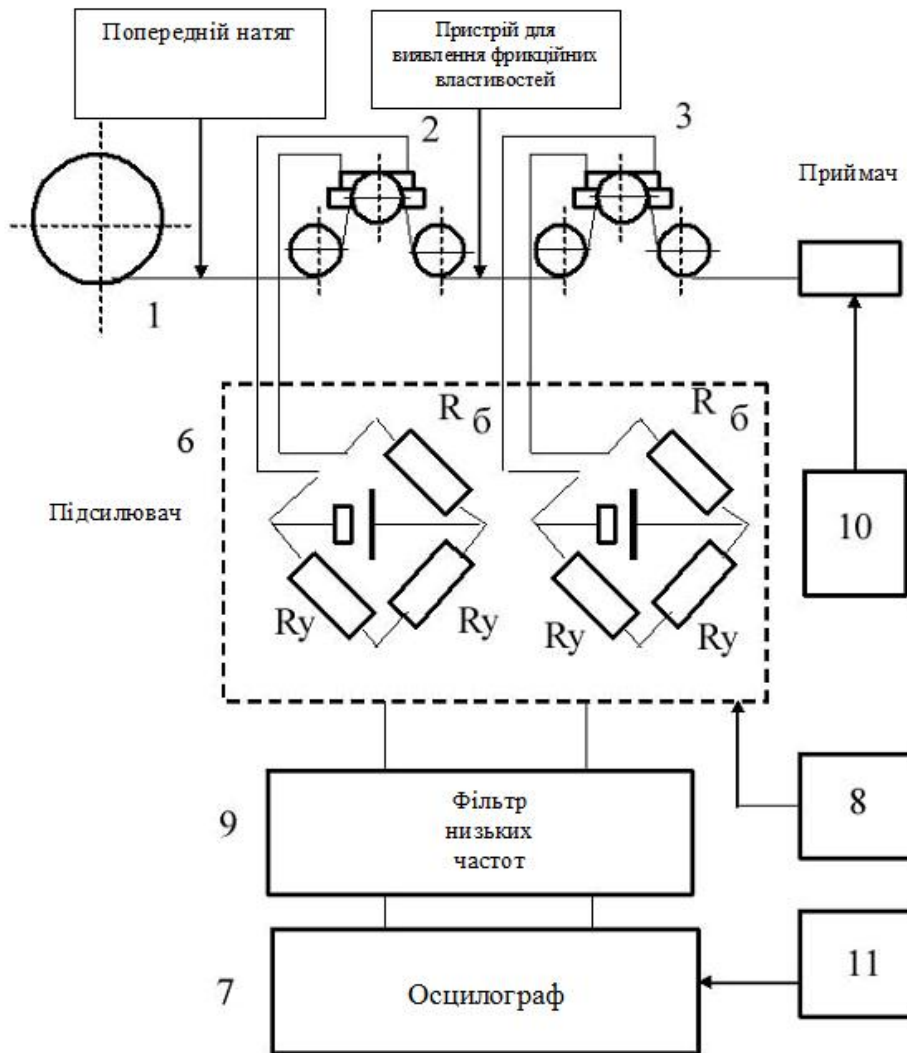 Попередній натяг
Пристрій для
виявлення фрикційних
властивостей
2
3
Приймач
1
6
R б
R б
Підсилювач
10
Ry
Ry
Ry
Ry
8
9
Фільтр
низьких
частот
11
7
Осцилограф